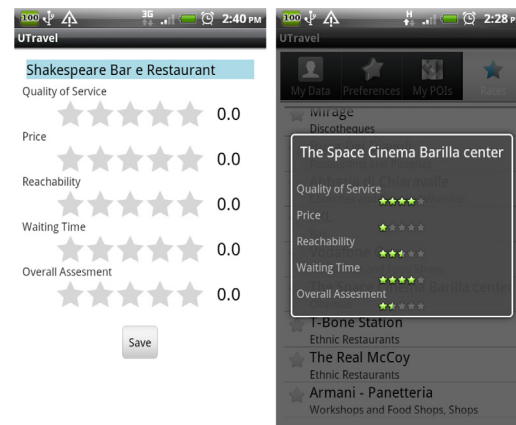 100 3G 2:40 PM
UTravel
Shakespeare Bar e Restaurant
Quality of Service
0.0
Price
0.0
Reachability
0.0
Waiting Time
0.0
Overall Assesment
0.0
Save
100 H 2:28 P
UTravel
My Data Preferences My POIs Rates
Mirage
Discotheques
The Space Cinema Barilla center
Quality of Service
Price
Reachability
Waiting Time
Overall Assesment
T-Bone Station
Ethnic Restaurants
The Real McCoy
Ethnic Restaurants
Armani - Panetteria
Workshops and Food Shops, Shops